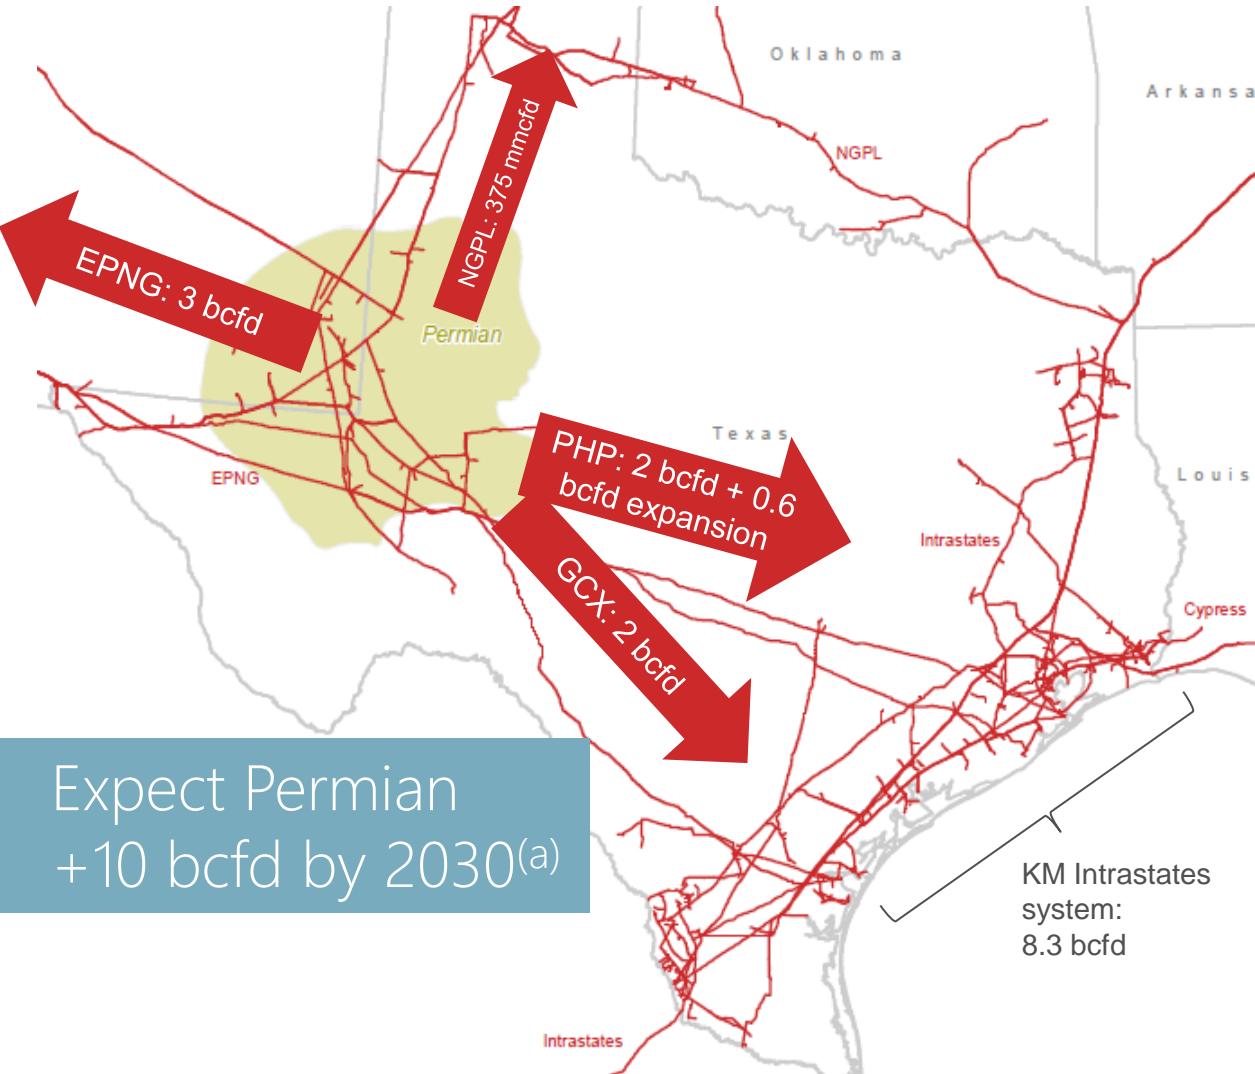 Oklahoma
Arkansa
NGPL
NGPL: 375 mmcfd
EPNG: 3 bcfd
Permian
Texas
PHP: 2 bcfd + 0.6
bcfd expansion
EPNG
Louis
Intrastates
GCX: 2 bcfd
Cypress
Expect Permian
+10 bcfd by 2030(a)
KM Intrastates
system:
8.3 bcfd
Intrastates